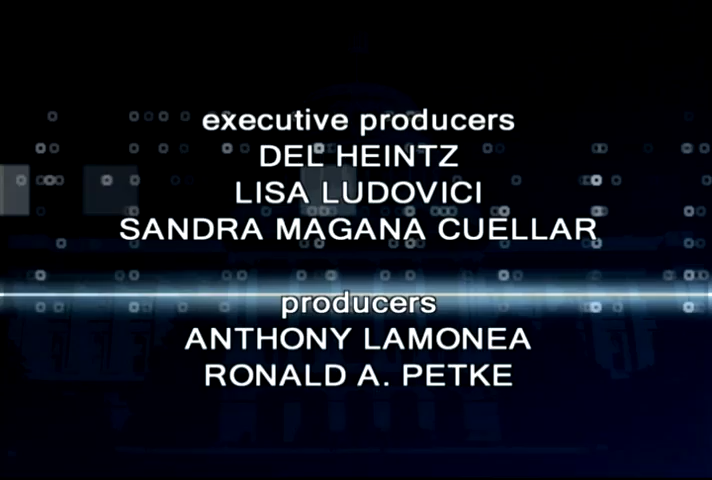 executive producers
DEL HEINTZ
LISA LUDOVICI
SANDRA MAGANA CUELLAR
producers
ANTHONY LAMONEA
RONALD A. PETKE